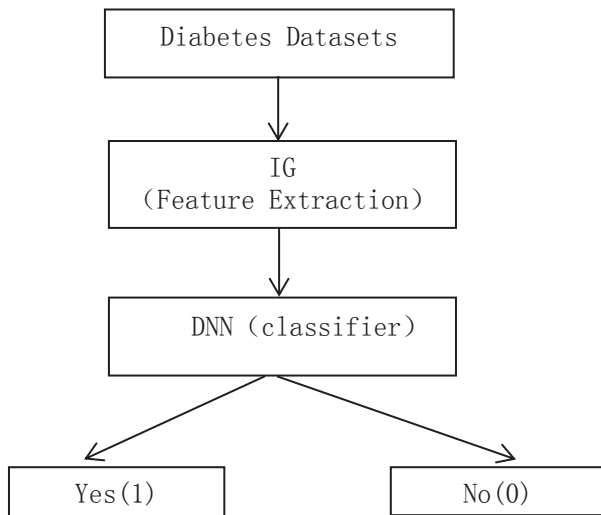 Diabetes Datasets
IG
(Feature Extraction)
DNN (classifier)
Yes(1)
No(0)